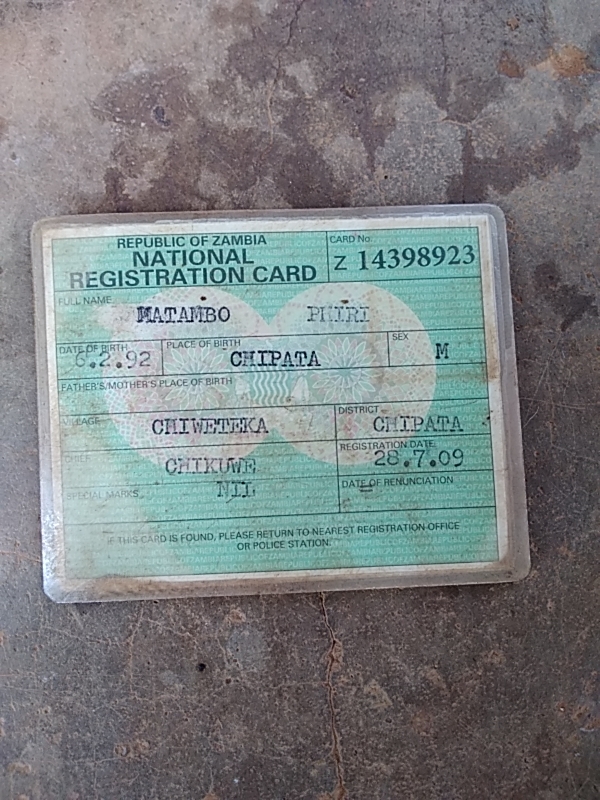 REPUBLIC OF ZAMBIA
NATIONAL
REGISTRATION CARD
CARD No.
Z 14398923
FULL NAME
MATAMBO PHIRI
DATE OF BIRTH
6.2.92
PLACE OF BIRTH
CHIPATA
SEX
M
FATHER'S/MOTHER'S PLACE OF BIRTH
VILLAGE
CHIWETEKA
DISTRICT
CHIPATA
CHIEF
CHIKUWE
REGISTRATION DATE
28.7.09
SPECIAL MARKS
NIL
DATE OF RENUNCIATION
IF THIS CARD IS FOUND, PLEASE RETURN TO NEAREST REGISTRATION OFFICE
OR POLICE STATION.